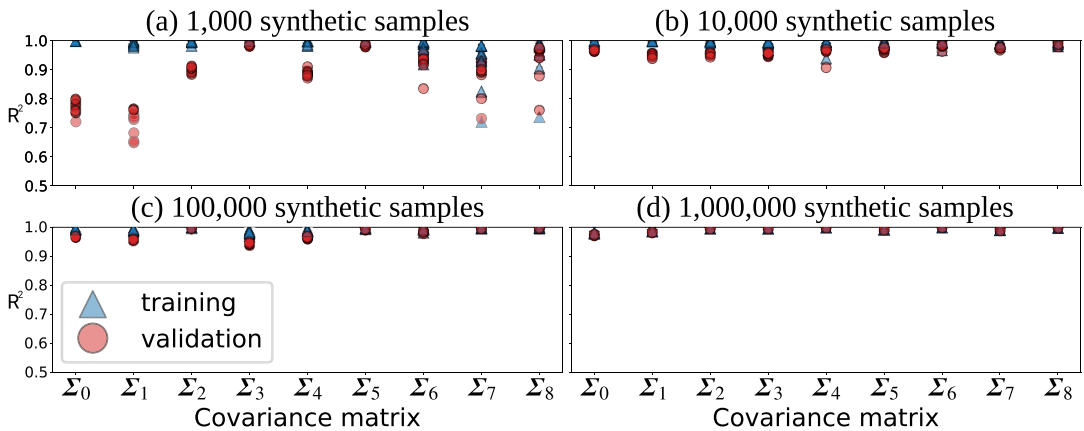 (a) 1,000 synthetic samples
(b) 10,000 synthetic samples
1.0
0.9
0.8
0.7
0.6
0.5
R²
(c) 100,000 synthetic samples
(d) 1,000,000 synthetic samples
1.0
0.9
0.8
0.7
0.6
0.5
R²
training
validation
Σ₀ Σ₁ Σ₂ Σ₃ Σ₄ Σ₅ Σ₆ Σ₇ Σ₈
Σ₀ Σ₁ Σ₂ Σ₃ Σ₄ Σ₅ Σ₆ Σ₇ Σ₈
Covariance matrix
Covariance matrix